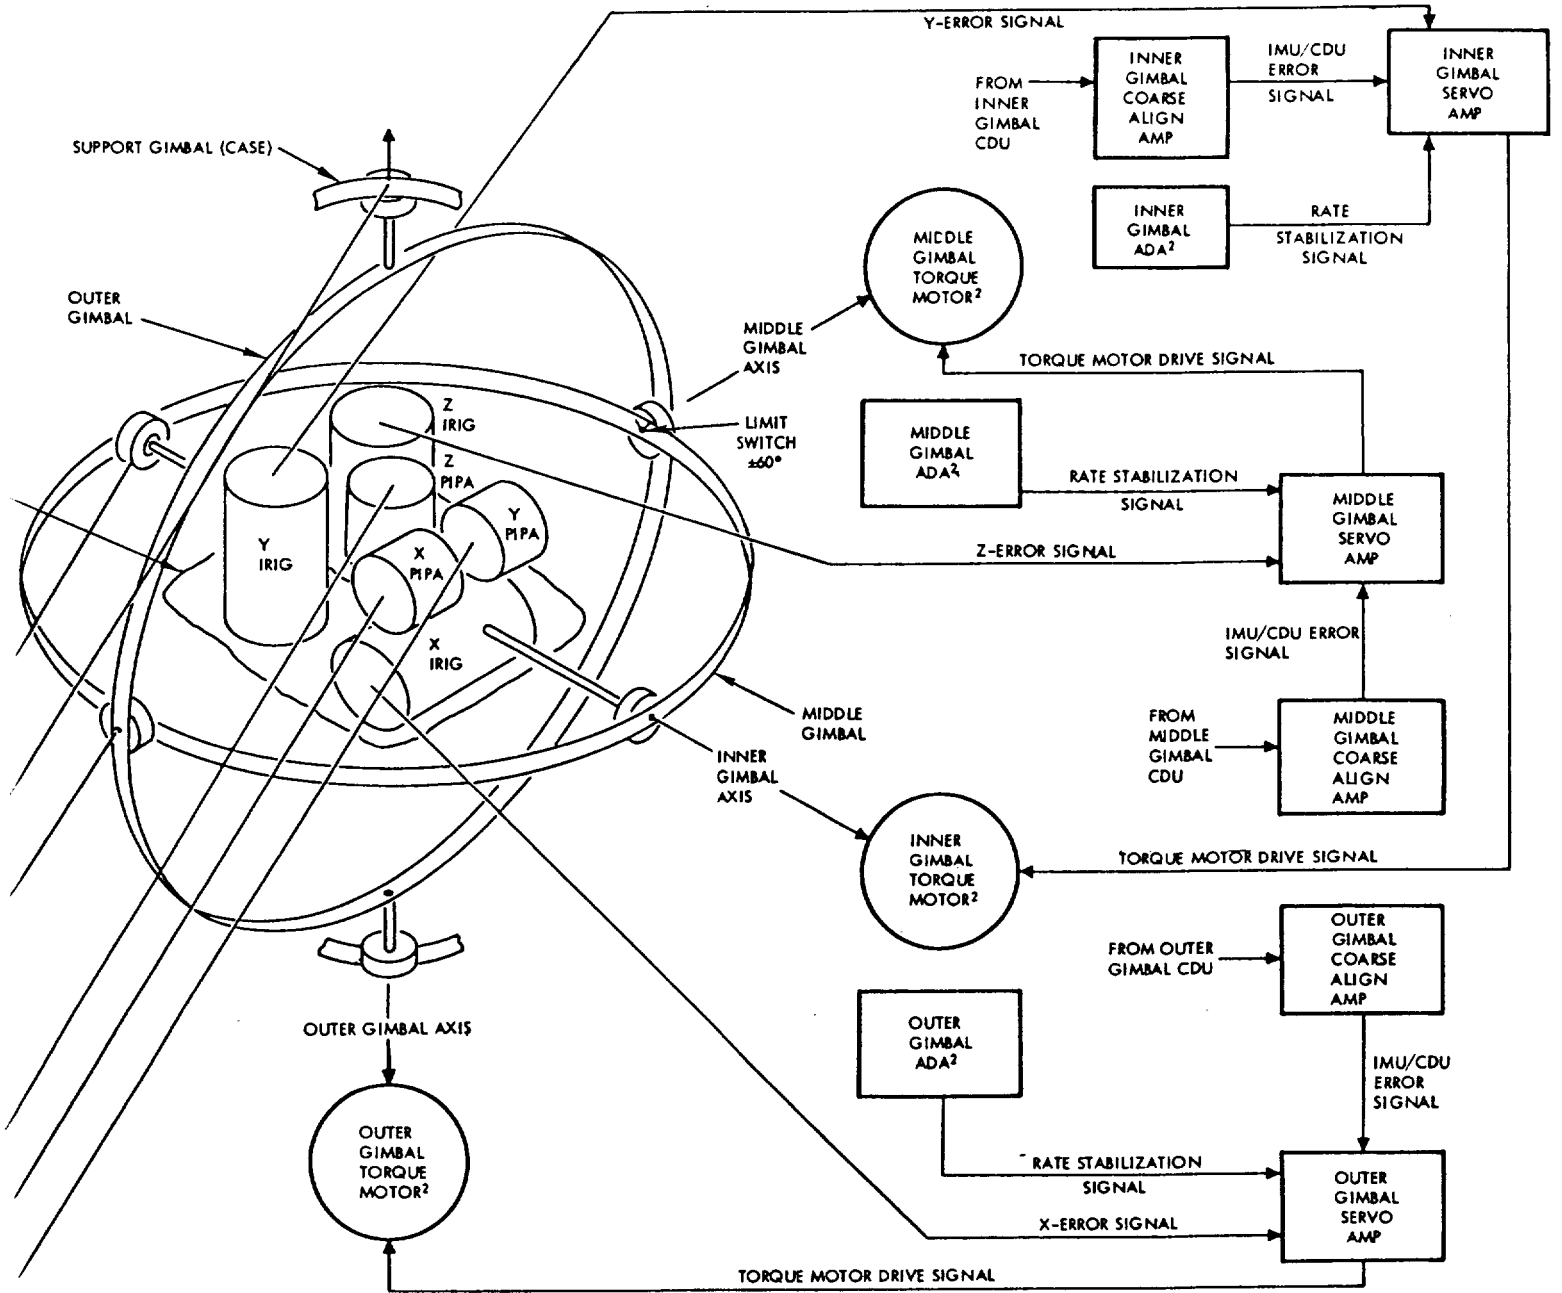 Y-ERROR SIGNAL
FROM
INNER
GIMBAL
CDU
INNER
GIMBAL
COARSE
ALIGN
AMP
IMU/CDU
ERROR
SIGNAL
INNER
GIMBAL
SERVO
AMP
SUPPORT GIMBAL (CASE)
INNER
GIMBAL
ADA²
RATE
STABILIZATION
SIGNAL
MIDDLE
GIMBAL
TORQUE
MOTOR²
OUTER
GIMBAL
MIDDLE
GIMBAL
AXIS
TORQUE MOTOR DRIVE SIGNAL
LIMIT
SWITCH
±60°
MIDDLE
GIMBAL
ADA²
RATE STABILIZATION
SIGNAL
MIDDLE
GIMBAL
SERVO
AMP
Z-ERROR SIGNAL
Z
IRIG
Z
PIPA
Y
PIPA
Y
IRIG
X
PIPA
X
IRIG
IMU/CDU ERROR
SIGNAL
MIDDLE
GIMBAL
FROM
MIDDLE
GIMBAL
CDU
MIDDLE
GIMBAL
COARSE
ALIGN
AMP
INNER
GIMBAL
AXIS
INNER
GIMBAL
TORQUE
MOTOR²
TORQUE MOTOR DRIVE SIGNAL
FROM OUTER
GIMBAL CDU
OUTER
GIMBAL
COARSE
ALIGN
AMP
OUTER GIMBAL AXIS
OUTER
GIMBAL
ADA²
IMU/CDU
ERROR
SIGNAL
OUTER
GIMBAL
TORQUE
MOTOR²
RATE STABILIZATION
SIGNAL
OUTER
GIMBAL
SERVO
AMP
X-ERROR SIGNAL
TORQUE MOTOR DRIVE SIGNAL